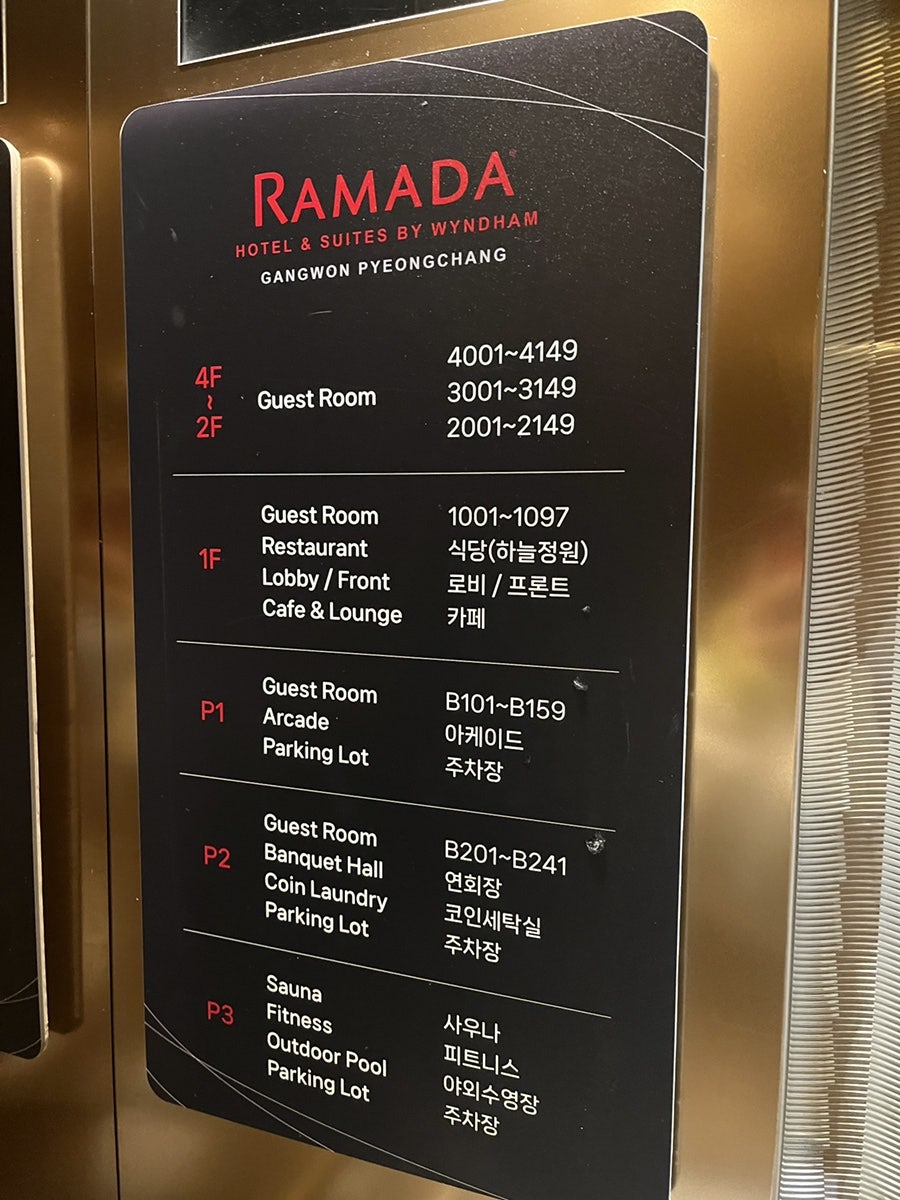 RAMADA
HOTEL & SUITES BY WYNDHAM
GANGWON PYEONGCHANG
4F ~ 2F Guest Room 4001~4149
3001~3149
2001~2149
1F Guest Room 1001~1097
Restaurant 식당(하늘정원)
Lobby / Front 로비 / 프론트
Cafe & Lounge 카페
P1 Guest Room B101~B159
Arcade 아케이드
Parking Lot 주차장
P2 Guest Room B201~B241
Banquet Hall 연회장
Coin Laundry 코인세탁실
Parking Lot 주차장
P3 Sauna 사우나
Fitness 피트니스
Outdoor Pool 야외수영장
Parking Lot 주차장